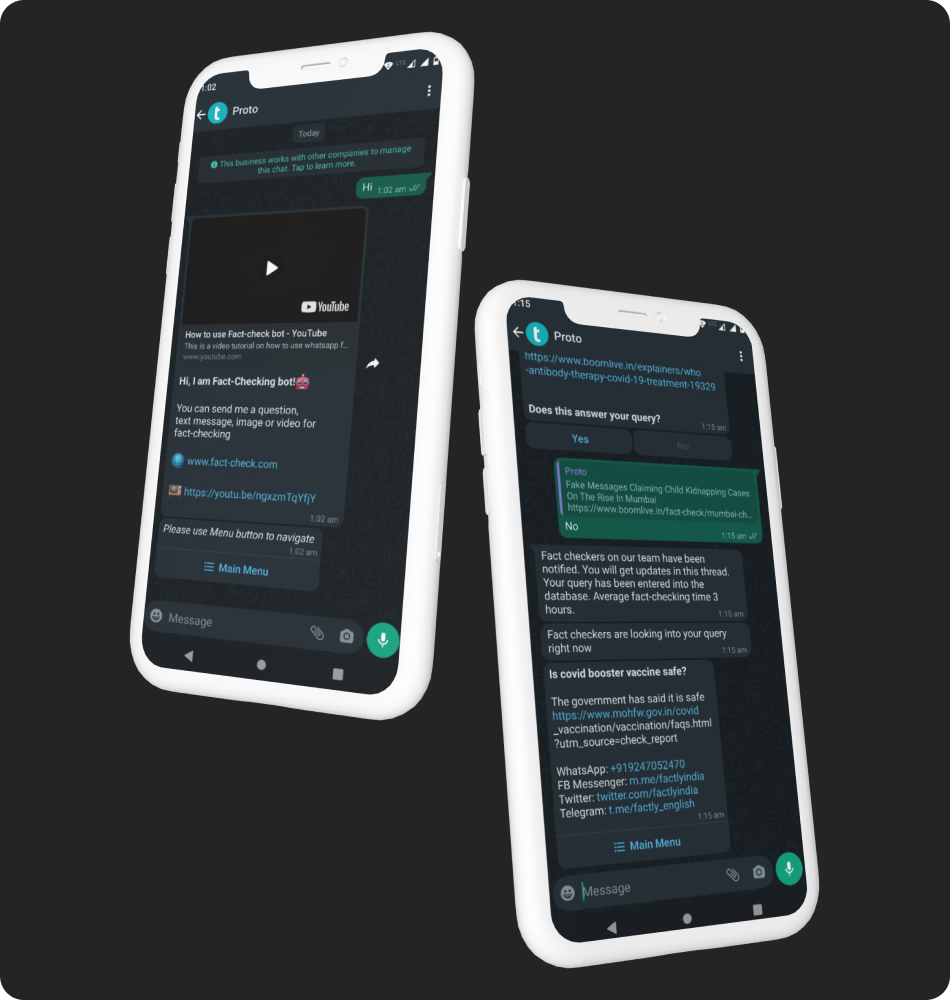 1:02
LTE
Proto
Today
This business works with other companies to manage
this chat. Tap to learn more.
Hi 1:02 am
YouTube
How to use Fact-check bot - YouTube
This is a video tutorial on how to use whatsapp f...
www.youtube.com
Hi, I am Fact-Checking bot!🤖
You can send me a question,
text message, image or video for
fact-checking
www.fact-check.com
https://youtu.be/ngxzmTqYfjY
1:02 am
Please use Menu button to navigate
1:02 am
Main Menu
Message
1:15
LTE
Proto
https://www.boomlive.in/explainers/who
-antibody-therapy-covid-19-treatment-19329
Does this answer your query?
1:15 am
Yes
No
Proto
Fake Messages Claiming Child Kidnapping Cases
On The Rise In Mumbai
https://www.boomlive.in/fact-check/mumbai-ch...
No
1:15 am
Fact checkers on our team have been
notified. You will get updates in this thread.
Your query has been entered into the
database. Average fact-checking time 3
hours.
1:15 am
Fact checkers are looking into your query
right now
1:15 am
Is covid booster vaccine safe?
The government has said it is safe
https://www.mohfw.gov.in/covid
_vaccination/vaccination/faqs.html
?utm_source=check_report
WhatsApp: +919247052470
FB Messenger: m.me/factlyindia
Twitter: twitter.com/factlyindia
Telegram: t.me/factly_english
1:15 am
Main Menu
Message